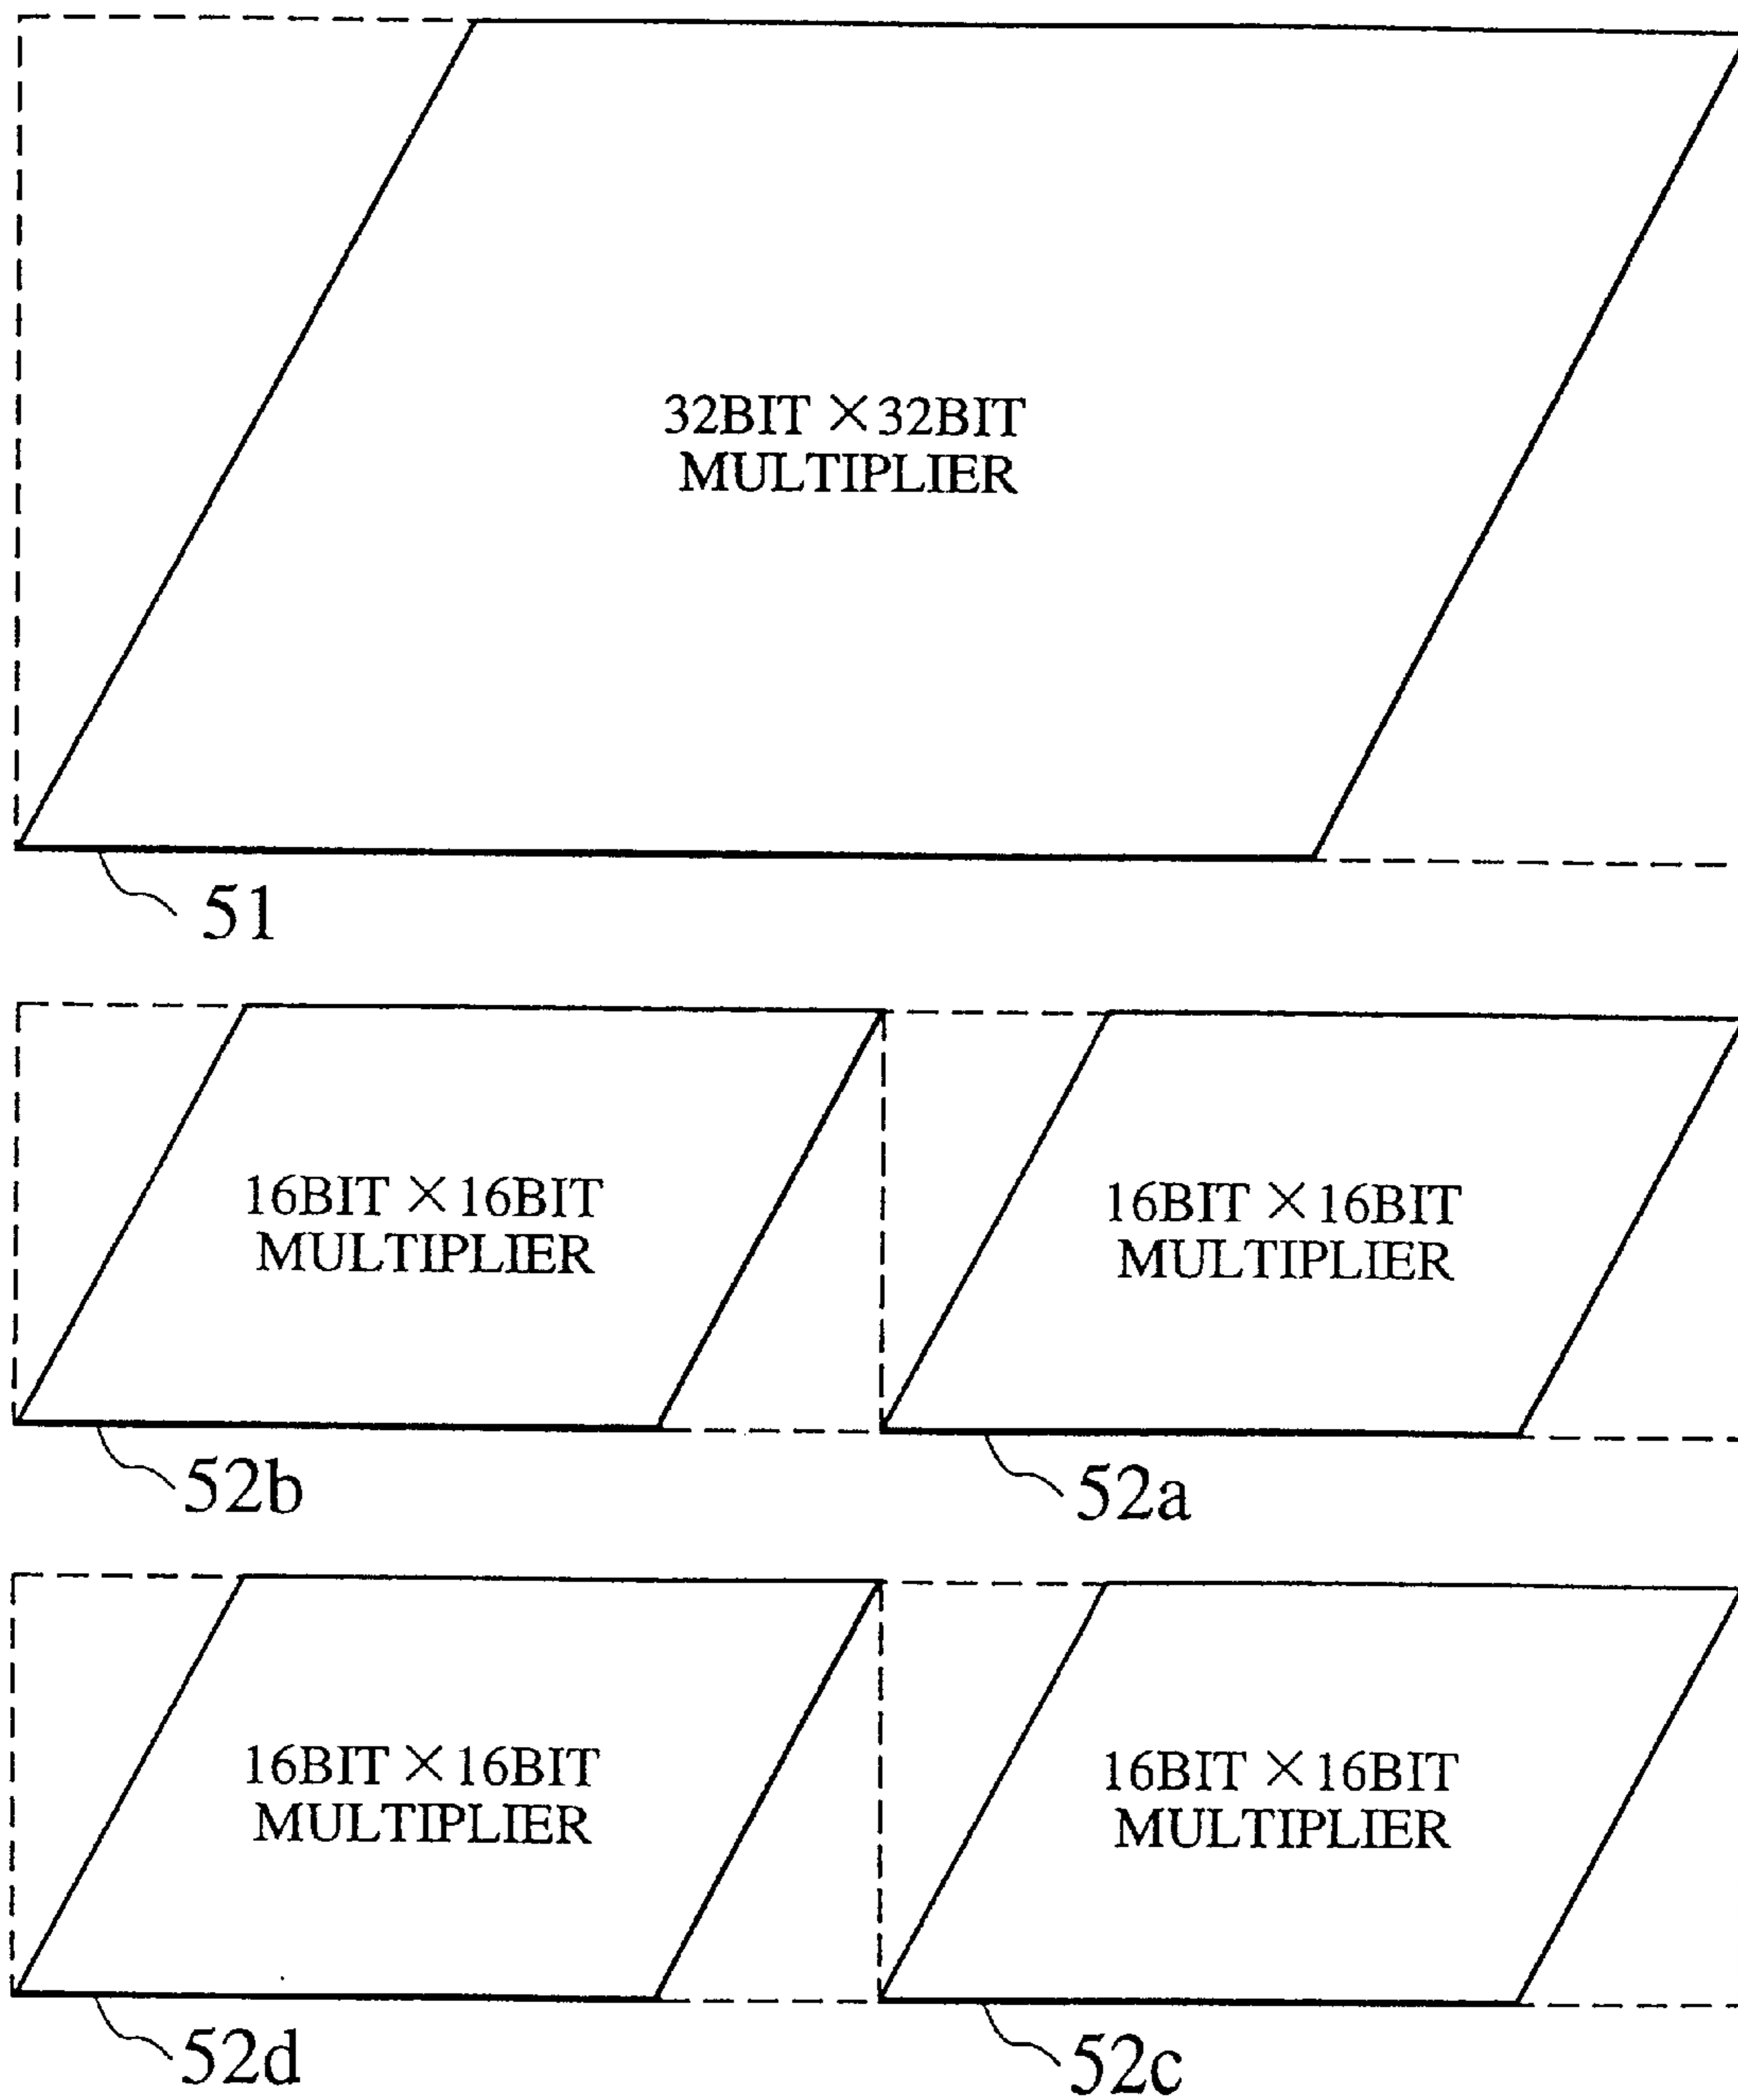 32BIT × 32BIT
MULTIPLIER
51
16BIT × 16BIT
MULTIPLIER
16BIT × 16BIT
MULTIPLIER
52b
52a
16BIT × 16BIT
MULTIPLIER
16BIT × 16BIT
MULTIPLIER
52d
52c